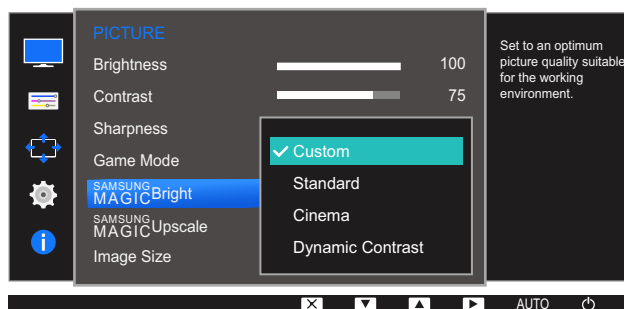 PICTURE
Brightness 100
Contrast 75
Sharpness
Game Mode
SAMSUNG
MAGICBright
SAMSUNG
MAGICUpscale
Image Size
Custom
Standard
Cinema
Dynamic Contrast
Set to an optimum
picture quality suitable
for the working
environment.
AUTO